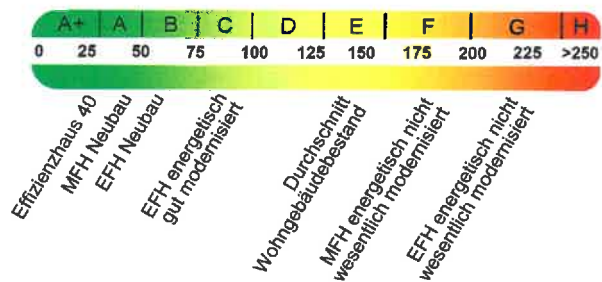 A+ A B C D E F G H
0 25 50 75 100 125 150 175 200 225 >250
Effizienzhaus 40
MFH Neubau
EFH Neubau
EFH energetisch
gut modernisiert
Durchschnitt
Wohngebäudebestand
MFH energetisch nicht
wesentlich modernisiert
EFH energetisch nicht
wesentlich modernisiert